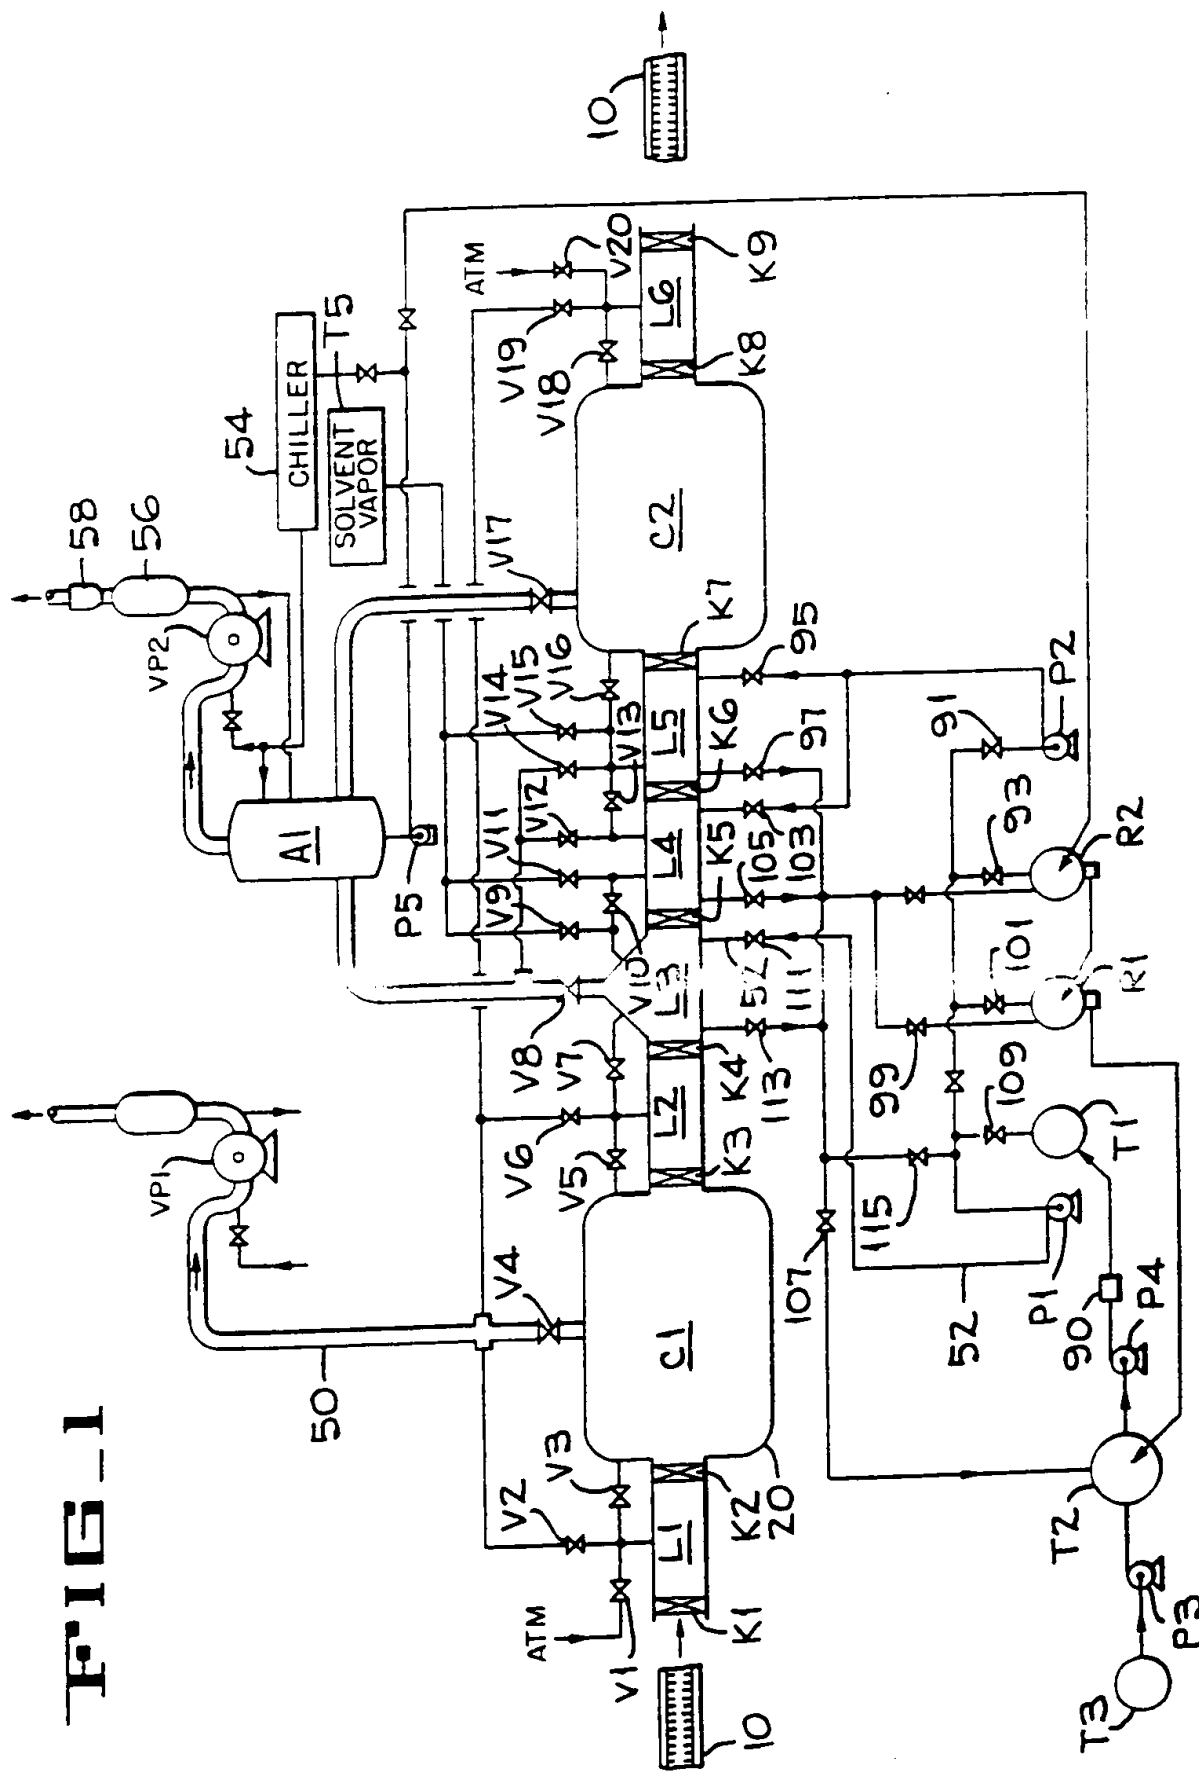 FIG_1
10
ATM
V1
K1
L1
V2
V3
K2
20
50
V4
C1
VP1
V5
V6
V7
V8
K3
L2
K4
L3
V9
V10
V11
V12
V13
V14
V15
V16
V17
K5
L4
K6
L5
K7
C2
A1
P5
VP2
56
58
54
CHILLER
SOLVENT
VAPOR
T5
V18
V19
ATM
V20
K8
L6
K9
10
113
111
52
105
103
97
95
107
115
99
109
101
93
91
52
P1
P2
R1
R2
T1
90
P4
T2
P3
T3